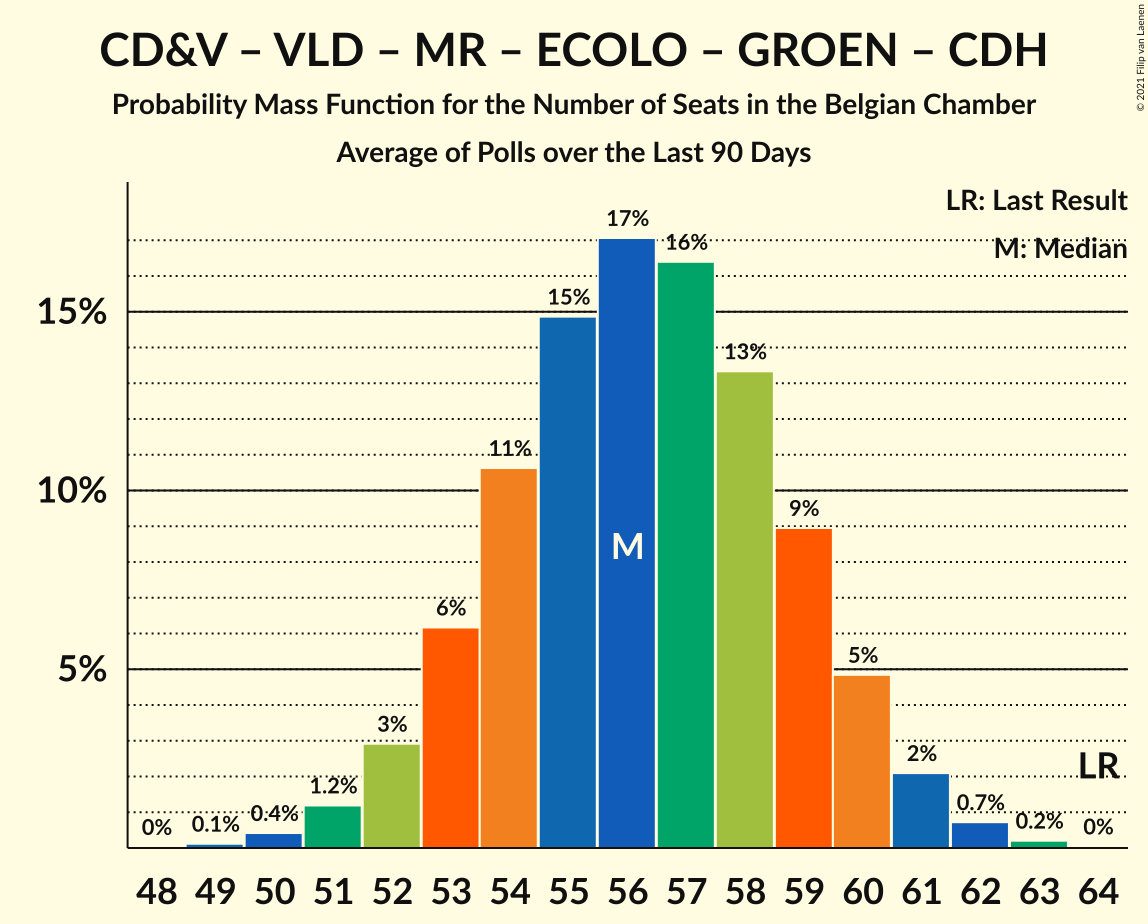 CD&V – VLD – MR – ECOLO – GROEN – CDH
Probability Mass Function for the Number of Seats in the Belgian Chamber
Average of Polls over the Last 90 Days
© 2021 Filip van Laenen
LR: Last Result
M: Median
15%
10%
5%
0%
0.1%
0.4%
1.2%
3%
6%
11%
15%
17%
16%
13%
9%
5%
2%
0.7%
0.2%
0%
M
LR
48 49 50 51 52 53 54 55 56 57 58 59 60 61 62 63 64